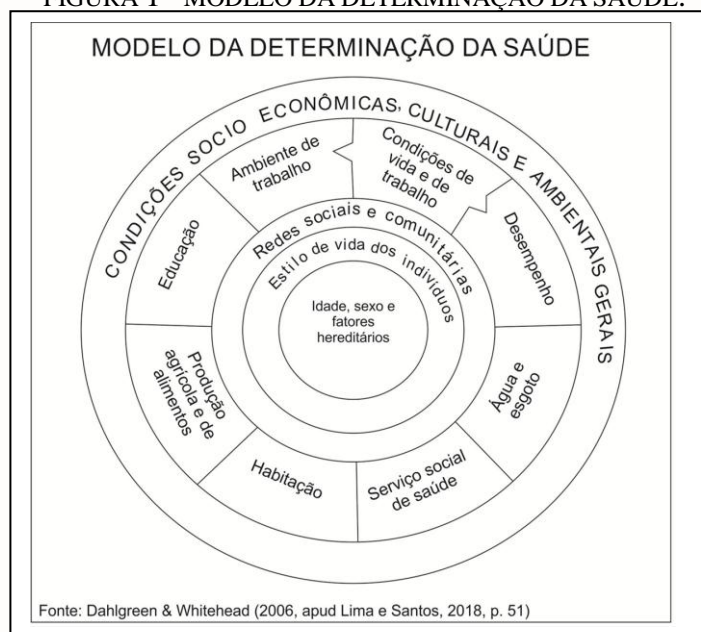 FIGURA 1 - MODELO DA DETERMINAÇÃO DA SAÚDE.
MODELO DA DETERMINAÇÃO DA SAÚDE
CONDIÇÕES SOCIO ECONÔMICAS, CULTURAIS E AMBIENTAIS GERAIS
Ambiente de
trabalho
Condições de
vida e de
trabalho
Educação
Desempenho
Redes sociais e comunitárias
Estilo de vida dos indivíduos
Idade, sexo e
fatores
hereditários
Produção
agrícola e de
alimentos
Água e
esgoto
Habitação
Serviço social
de saúde
Fonte: Dahlgreen & Whitehead (2006, apud Lima e Santos, 2018, p. 51)